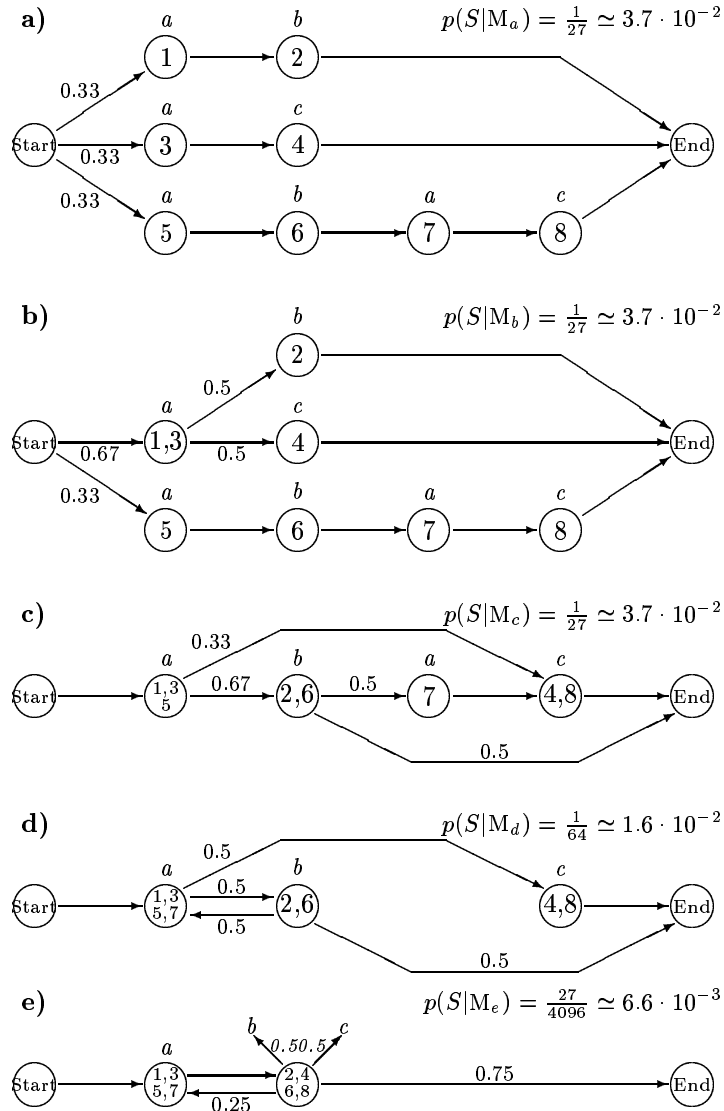 a) p(S|M_a) = 1/27 ≃ 3.7 · 10^-2
a b
1 2
0.33
a c
Start 3 4 End
0.33
0.33
a b a c
5 6 7 8
b) p(S|M_b) = 1/27 ≃ 3.7 · 10^-2
b
2
0.5
a c
Start 1,3 4 End
0.67 0.5
0.33
a b a c
5 6 7 8
c) p(S|M_c) = 1/27 ≃ 3.7 · 10^-2
0.33
a b a c
0.67 0.5
Start 1,3 5 2,6 7 4,8 End
0.5
d) p(S|M_d) = 1/64 ≃ 1.6 · 10^-2
0.5
a b c
0.5
Start 1,3 5,7 2,6 4,8 End
0.5
0.5
e) p(S|M_e) = 27/4096 ≃ 6.6 · 10^-3
b c
a 0.5 0.5
Start 1,3 5,7 2,4 6,8 0.75 End
0.25